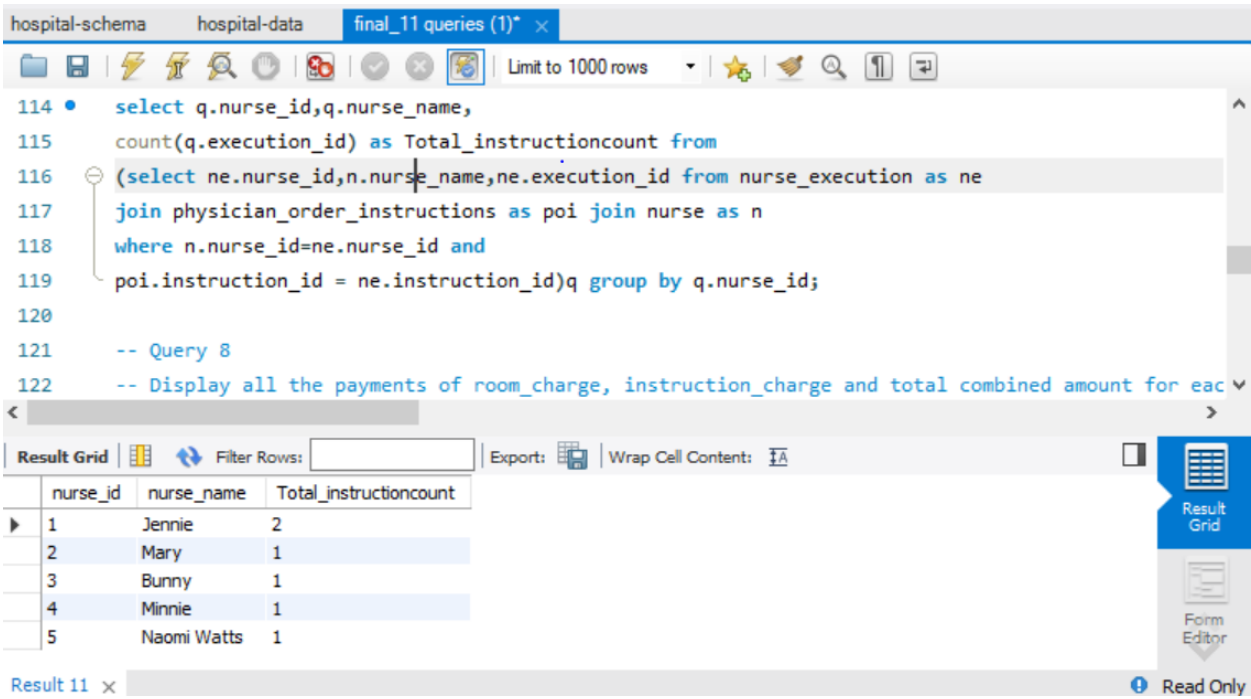 hospital-schema hospital-data final_11 queries (1)* ×
Limit to 1000 rows
114 select q.nurse_id,q.nurse_name,
115 count(q.execution_id) as Total_instructioncount from
116 (select ne.nurse_id,n.nurse_name,ne.execution_id from nurse_execution as ne
117 join physician_order_instructions as poi join nurse as n
118 where n.nurse_id=ne.nurse_id and
119 poi.instruction_id = ne.instruction_id)q group by q.nurse_id;
120
121 -- Query 8
122 -- Display all the payments of room_charge, instruction_charge and total combined amount for eac
Result Grid Filter Rows: Export: Wrap Cell Content: IA
nurse_id nurse_name Total_instructioncount
1 Jennie 2
2 Mary 1
3 Bunny 1
4 Minnie 1
5 Naomi Watts 1
Result
Grid
Form
Editor
Result 11 × Read Only